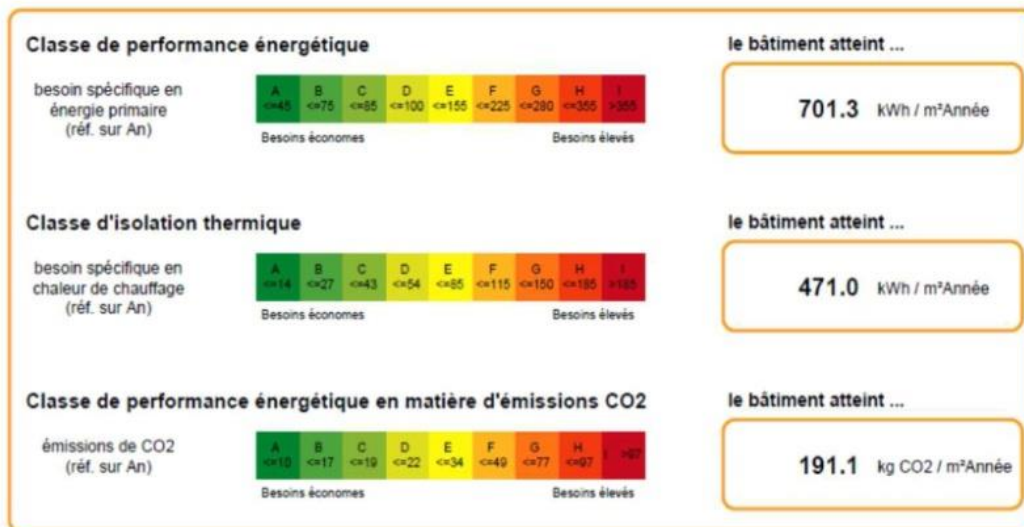 Classe de performance énergétique
le bâtiment atteint ...
besoin spécifique en
énergie primaire
(réf. sur An)
A B C D E F G H I
<=45 <=75 <=85 <=100 <=155 <=225 <=280 <=355 >355
Besoins économes Besoins élevés
701.3 kWh / m²Année
Classe d'isolation thermique
le bâtiment atteint ...
besoin spécifique en
chaleur de chauffage
(réf. sur An)
A B C D E F G H I
<=14 <=27 <=43 <=54 <=85 <=115 <=150 <=185 >185
Besoins économes Besoins élevés
471.0 kWh / m²Année
Classe de performance énergétique en matière d'émissions CO2
le bâtiment atteint ...
émissions de CO2
(réf. sur An)
A B C D E F G H I >97
<=10 <=17 <=19 <=22 <=34 <=49 <=77 <=97
Besoins économes Besoins élevés
191.1 kg CO2 / m²Année